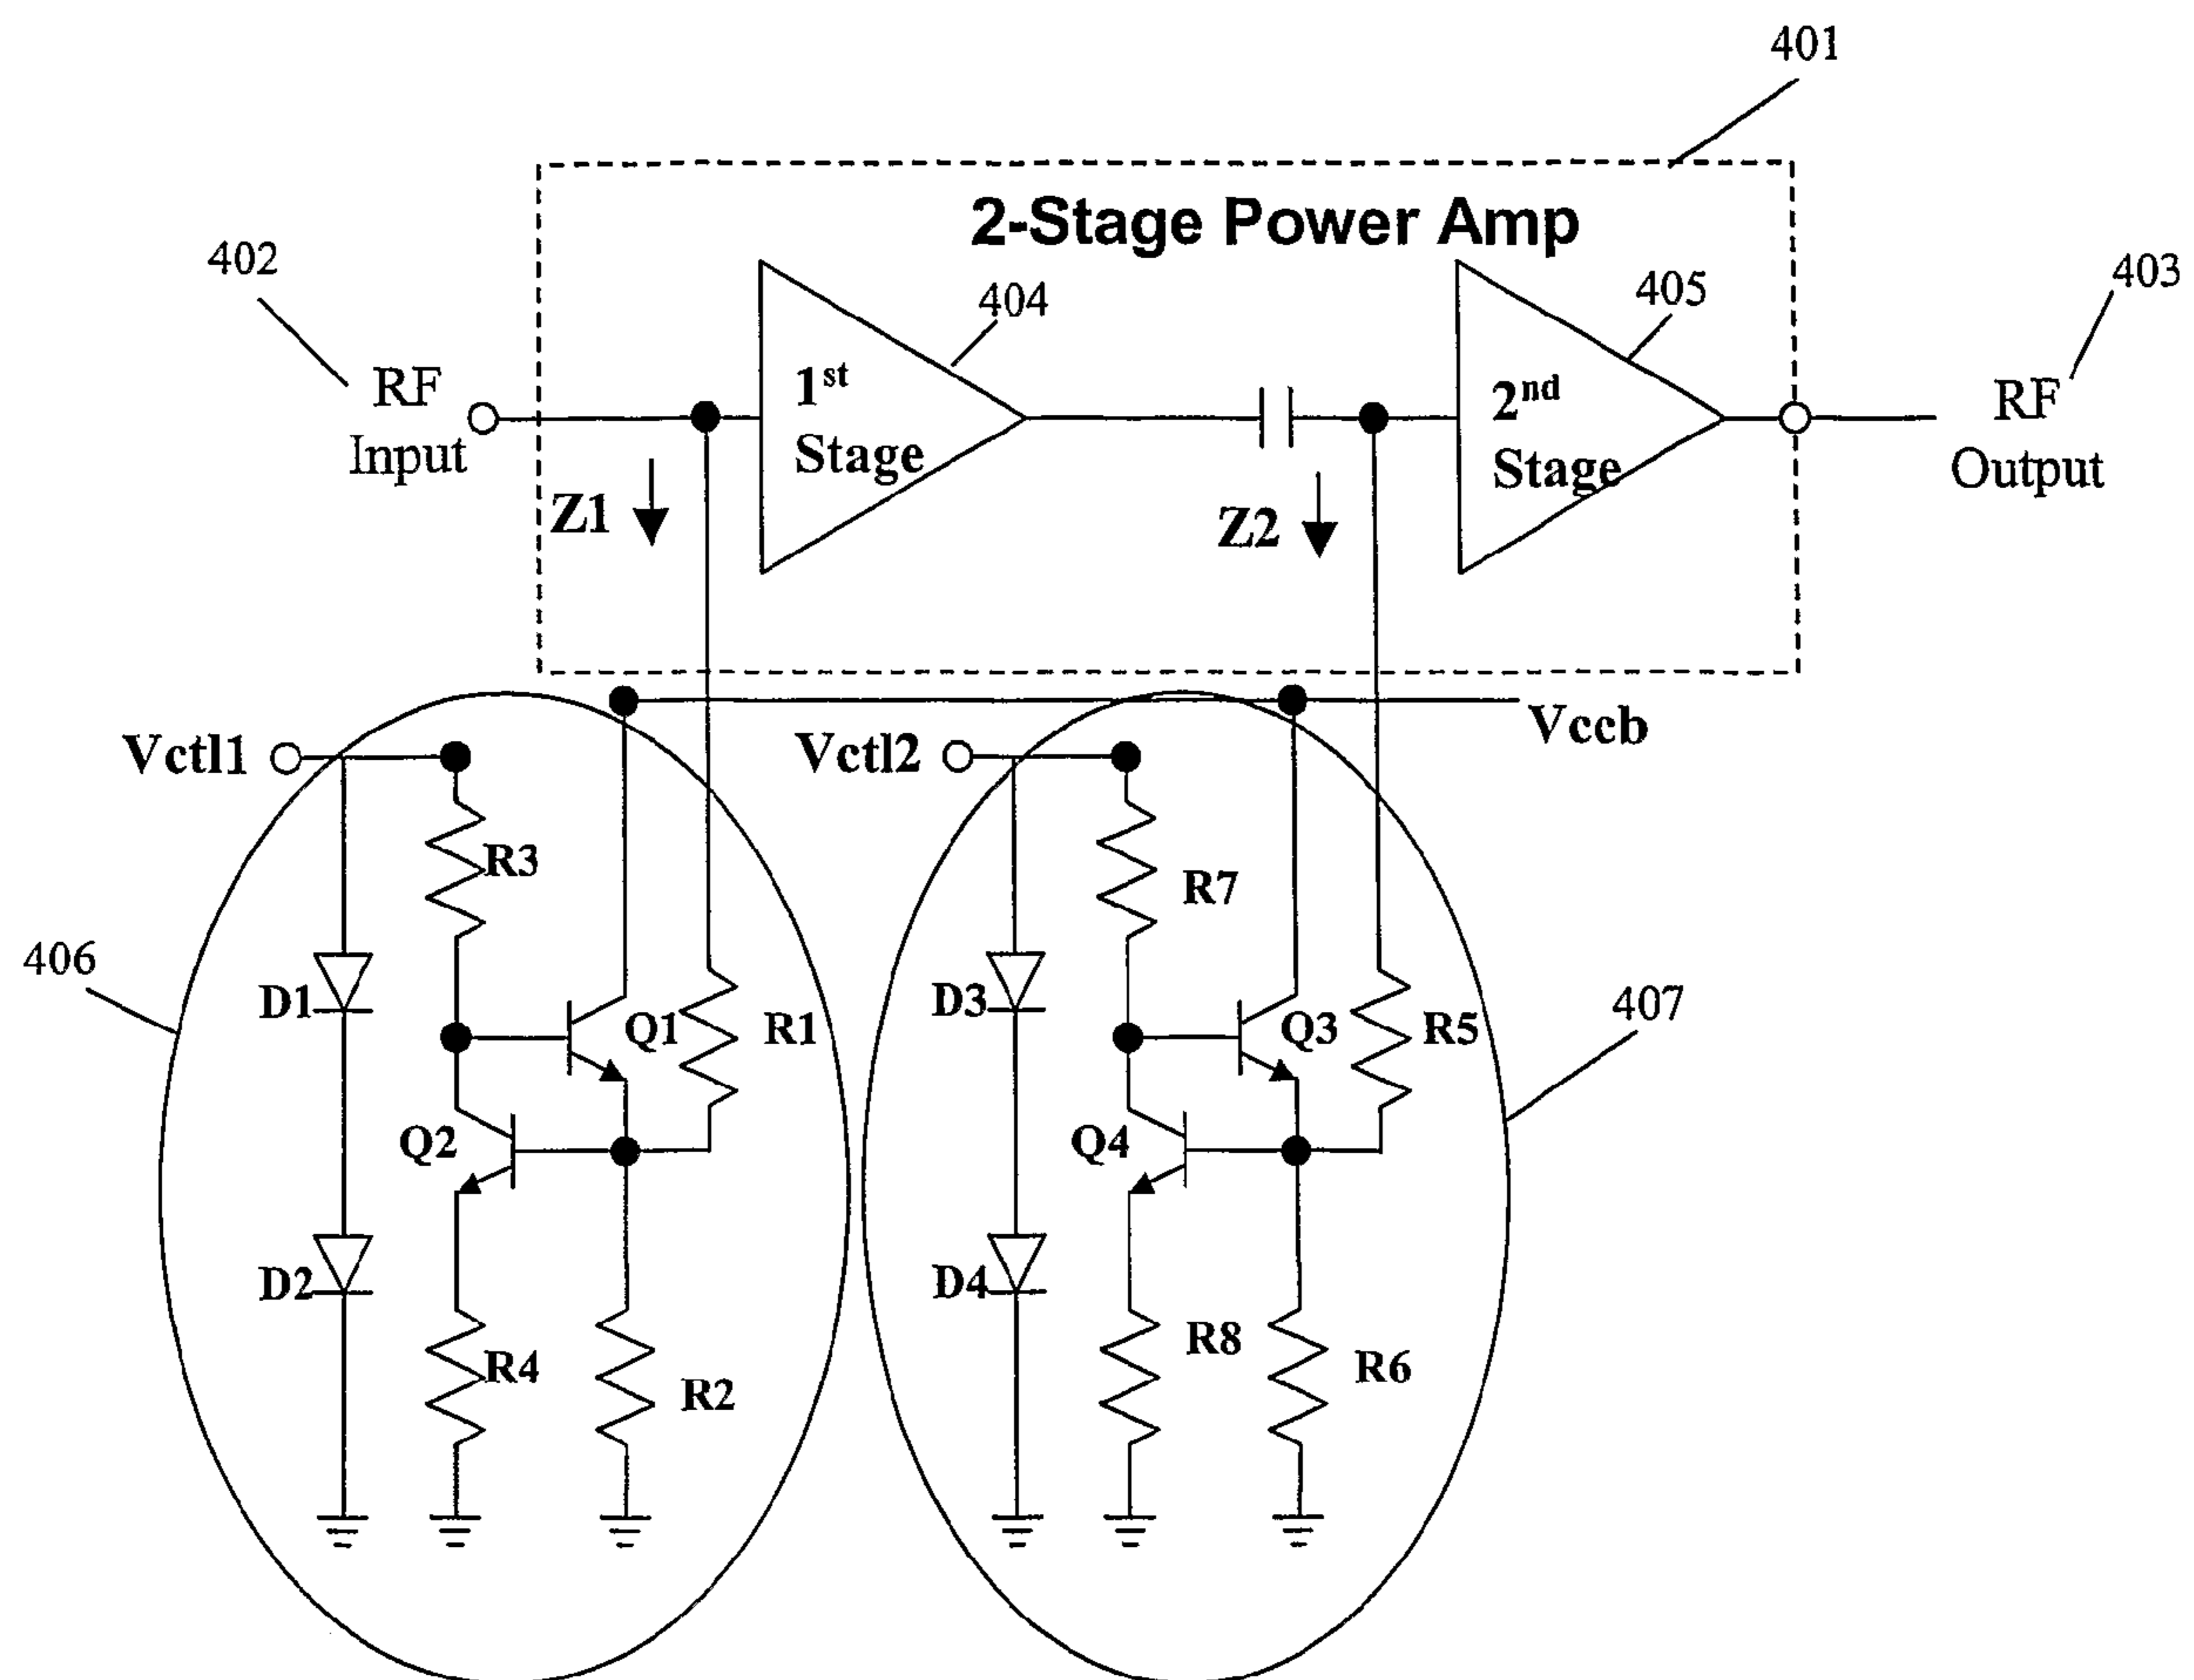 401
2-Stage Power Amp
402
403
404
405
RF
Input
1st
Stage
2nd
Stage
RF
Output
Z1
Z2
Vctl1
Vctl2
Vccb
R3
R7
406
D1
Q1
R1
D3
Q3
R5
407
Q2
Q4
D2
R4
R2
D4
R8
R6